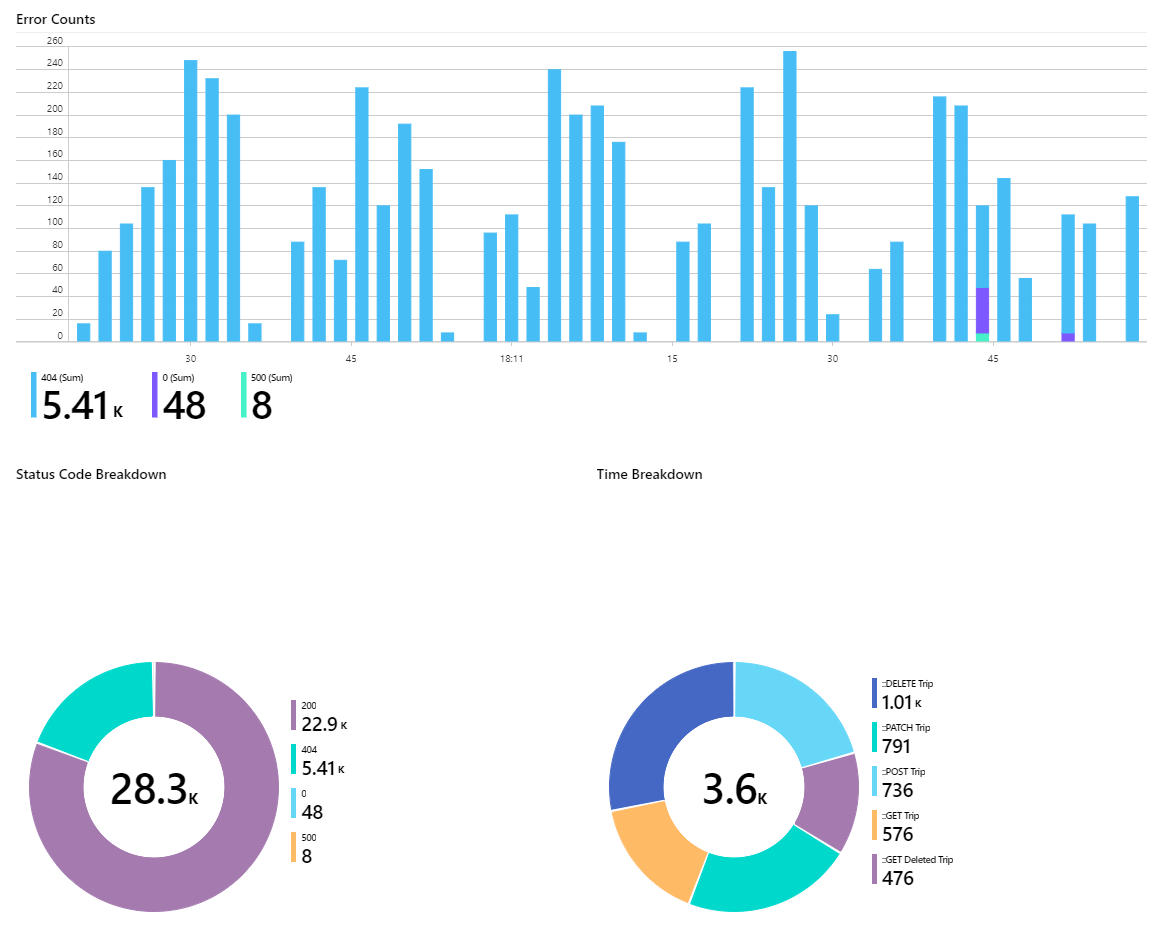 Error Counts
260
240
220
200
180
160
140
120
100
80
60
40
20
0
30 45 18:11 15 30 45
404 (Sum) 0 (Sum) 500 (Sum)
5.41 K 48 8
Status Code Breakdown Time Breakdown
200
22.9 K
404
5.41 K
0
48
500
8
28.3 K
::DELETE Trip
1.01 K
::PATCH Trip
791
::POST Trip
736
::GET Trip
576
::GET Deleted Trip
476
3.6 K